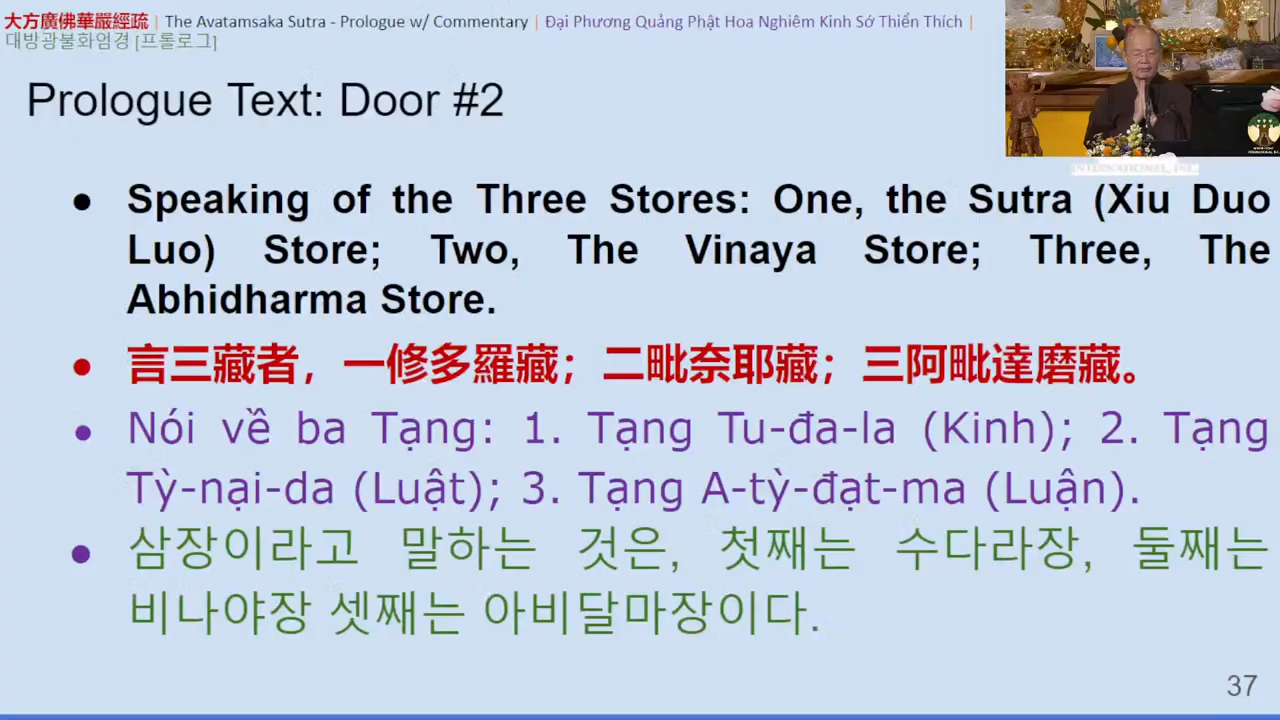 大方廣佛華嚴經疏 | The Avatamsaka Sutra - Prologue w/ Commentary | Đại Phương Quảng Phật Hoa Nghiêm Kinh Sớ Thiển Thích |
대방광불화엄경 [프롤로그]
Prologue Text: Door #2
INTERNATIONAL, INC
• Speaking of the Three Stores: One, the Sutra (Xiu Duo
Luo) Store; Two, The Vinaya Store; Three, The
Abhidharma Store.
• 言三藏者，一修多羅藏；二毗奈耶藏；三阿毗達磨藏。
• Nói về ba Tạng: 1. Tạng Tu-đa-la (Kinh); 2. Tạng
Tỳ-nại-da (Luật); 3. Tạng A-tỳ-đạt-ma (Luận).
• 삼장이라고 말하는 것은, 첫째는 수다라장, 둘째는
비나야장 셋째는 아비달마장이다.
37